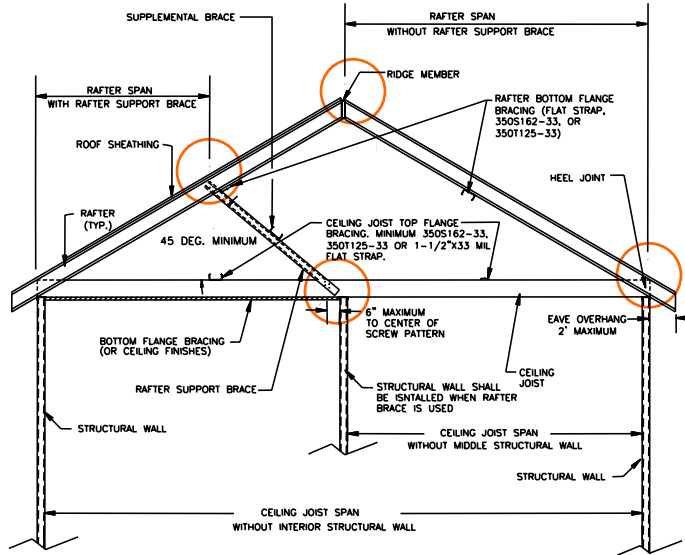 SUPPLEMENTAL BRACE
RAFTER SPAN
WITHOUT RAFTER SUPPORT BRACE
RIDGE MEMBER
RAFTER SPAN
WITH RAFTER SUPPORT BRACE
RAFTER BOTTOM FLANGE
BRACING (FLAT STRAP,
350S162-33, OR
350T125-33)
ROOF SHEATHING
HEEL JOINT
RAFTER
(TYP.)
45 DEG. MINIMUM
CEILING JOIST TOP FLANGE
BRACING. MINIMUM 350S162-33,
350T125-33 OR 1-1/2"X33 MIL
FLAT STRAP.
6" MAXIMUM
TO CENTER OF
SCREW PATTERN
EAVE OVERHANG
2' MAXIMUM
BOTTOM FLANGE BRACING
(OR CEILING FINISHES)
CEILING
JOIST
RAFTER SUPPORT BRACE
STRUCTURAL WALL SHALL
BE ISNTALLED WHEN RAFTER
BRACE IS USED
STRUCTURAL WALL
CEILING JOIST SPAN
WITHOUT MIDDLE STRUCTURAL WALL
STRUCTURAL WALL
CEILING JOIST SPAN
WITHOUT INTERIOR STRUCTURAL WALL